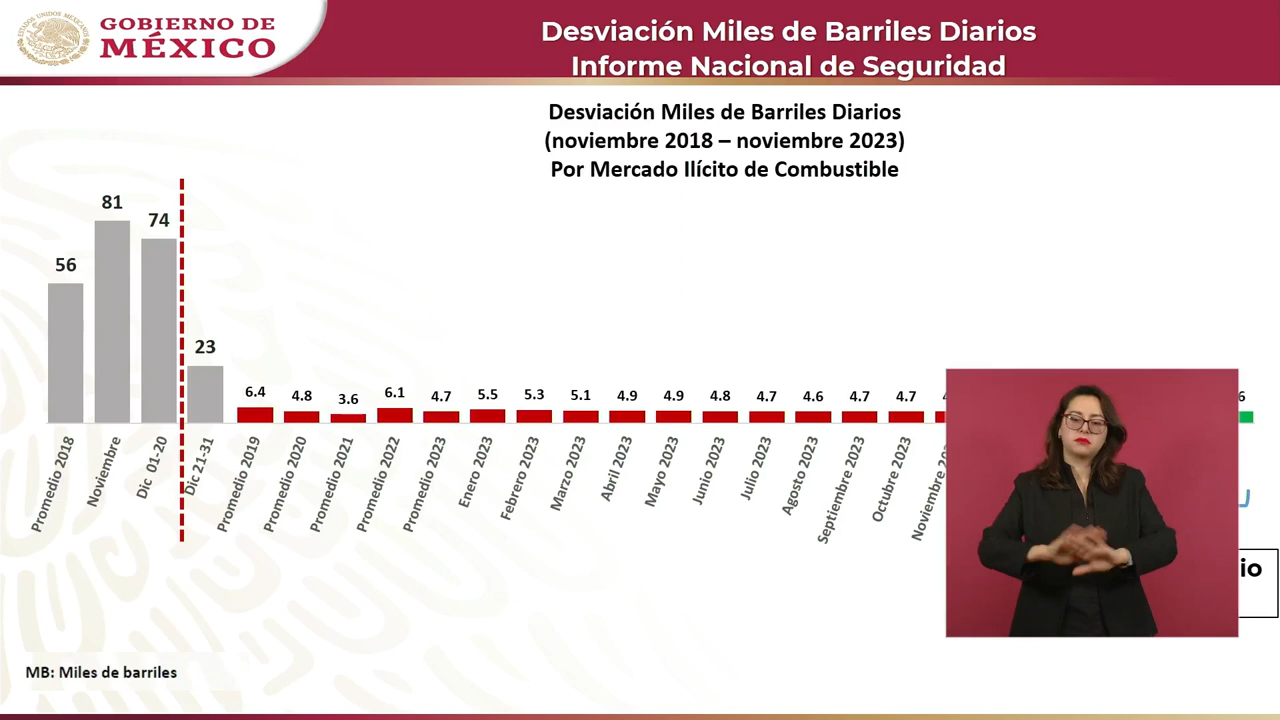 GOBIERNO DE
MÉXICO
ESTADOS UNIDOS MEXICANOS
Desviación Miles de Barriles Diarios
Informe Nacional de Seguridad
Desviación Miles de Barriles Diarios
(noviembre 2018 – noviembre 2023)
Por Mercado Ilícito de Combustible
56
81
74
23
6.4
4.8
3.6
6.1
4.7
5.5
5.3
5.1
4.9
4.9
4.8
4.7
4.6
4.7
4.7
Promedio 2018
Noviembre
Dic 01-20
Dic 21-31
Promedio 2019
Promedio 2020
Promedio 2021
Promedio 2022
Promedio 2023
Enero 2023
Febrero 2023
Marzo 2023
Abril 2023
Mayo 2023
Junio 2023
Julio 2023
Agosto 2023
Septiembre 2023
Octubre 2023
Noviembre
MB: Miles de barriles